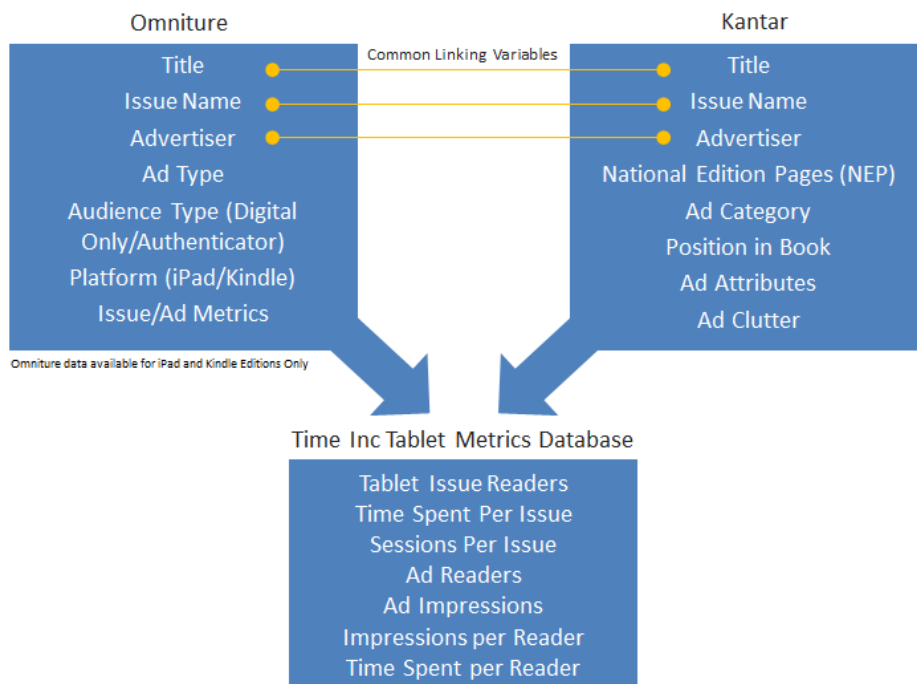 Omniture
Title
Issue Name
Advertiser
Ad Type
Audience Type (Digital
Only/Authenticator)
Platform (iPad/Kindle)
Issue/Ad Metrics
Omniture data available for iPad and Kindle Editions Only
Common Linking Variables
Kantar
Title
Issue Name
Advertiser
National Edition Pages (NEP)
Ad Category
Position in Book
Ad Attributes
Ad Clutter
Time Inc Tablet Metrics Database
Tablet Issue Readers
Time Spent Per Issue
Sessions Per Issue
Ad Readers
Ad Impressions
Impressions per Reader
Time Spent per Reader